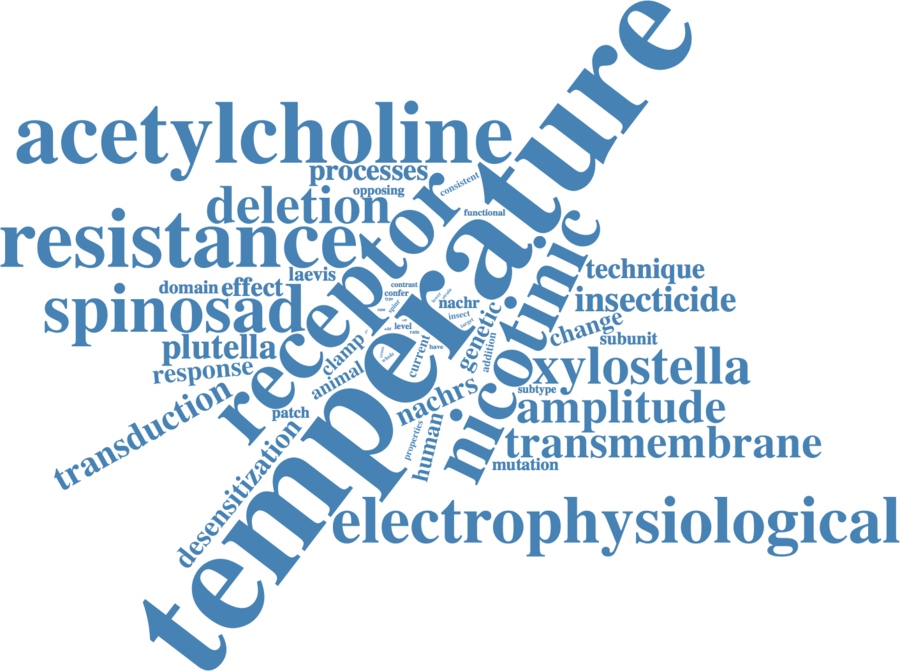 temperature
acetylcholine
processes
opposing
consistent
deletion
functional
resistance
receptor
nicotinic
laevis
technique
domain
effect
contrast
confer
nachr
insecticide
spinosad
insect
level
genetic
change
subunit
plutella
clamp
current
have
addition
response
animal
xylostella
nachrs
subtype
transduction
patch
amplitude
human
properties
transmembrane
desensitization
mutation
electrophysiological